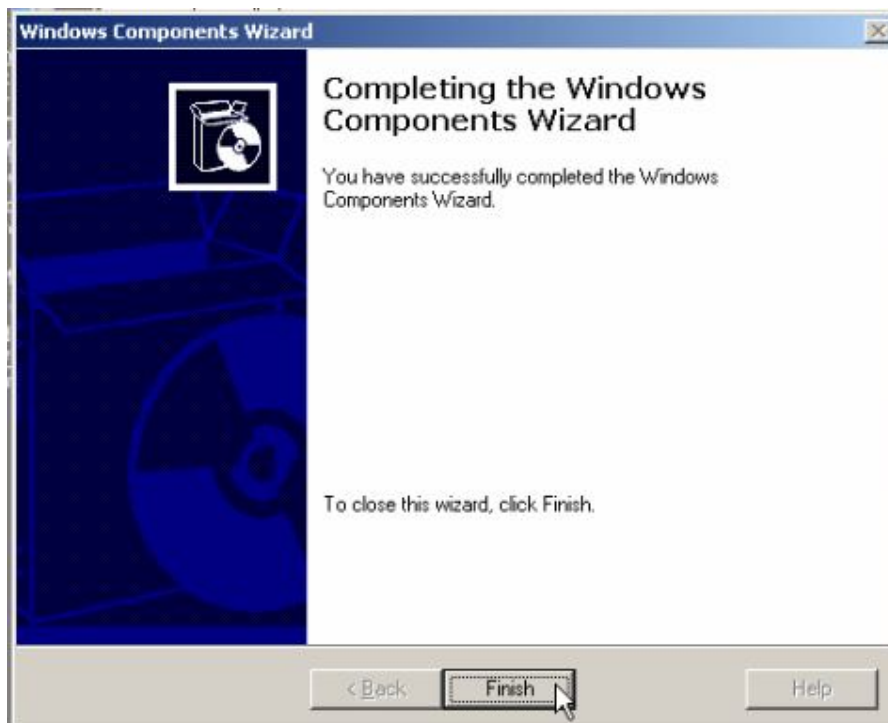 Windows Components Wizard
Completing the Windows
Components Wizard
You have successfully completed the Windows
Components Wizard.
To close this wizard, click Finish.
< Back
Finish
Help